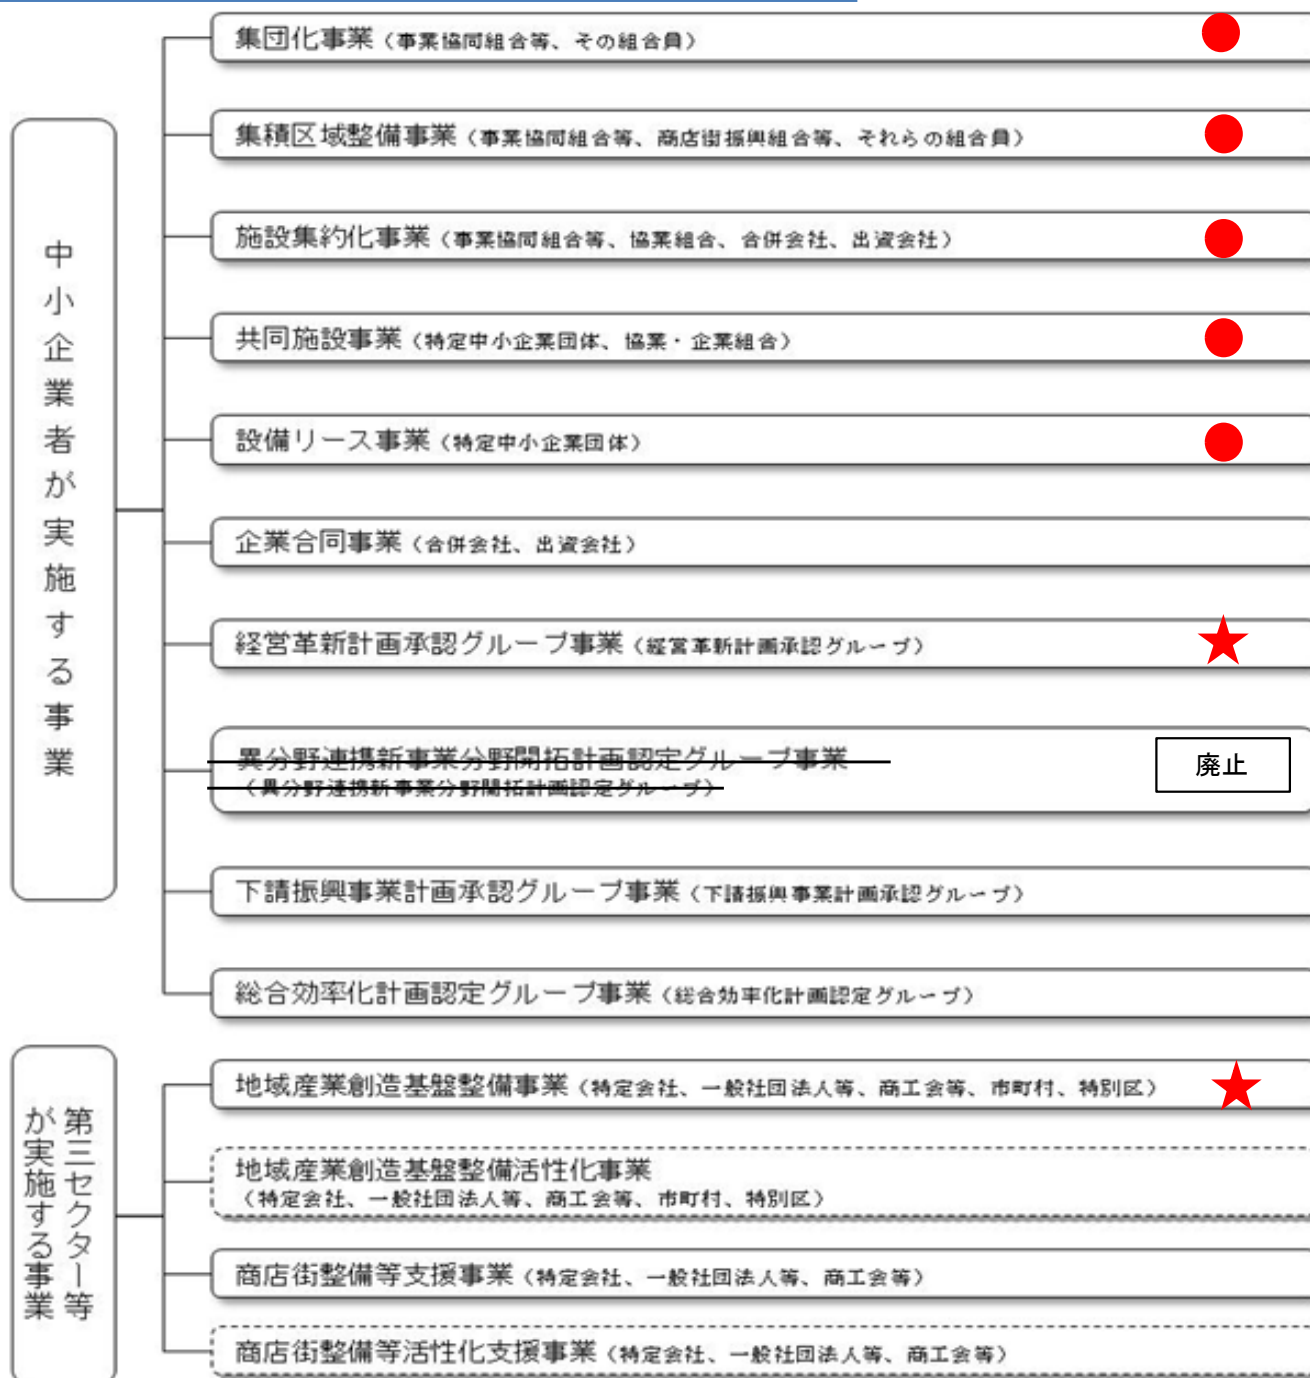 中小企業者が実施する事業
集団化事業（事業協同組合等、その組合員）
集積区域整備事業（事業協同組合等、商店街振興組合等、それらの組合員）
施設集約化事業（事業協同組合等、協業組合、合併会社、出資会社）
共同施設事業（特定中小企業団体、協業・企業組合）
設備リース事業（特定中小企業団体）
企業合同事業（合併会社、出資会社）
経営革新計画承認グループ事業（経営革新計画承認グループ）
異分野連携新事業分野開拓計画認定グループ事業
（異分野連携新事業分野開拓計画認定グループ）
廃止
下請振興事業計画承認グループ事業（下請振興事業計画承認グループ）
総合効率化計画認定グループ事業（総合効率化計画認定グループ）
第三セクター等
が実施する事業
地域産業創造基盤整備事業（特定会社、一般社団法人等、商工会等、市町村、特別区）
地域産業創造基盤整備活性化事業
（特定会社、一般社団法人等、商工会等、市町村、特別区）
商店街整備等支援事業（特定会社、一般社団法人等、商工会等）
商店街整備等活性化支援事業（特定会社、一般社団法人等、商工会等）